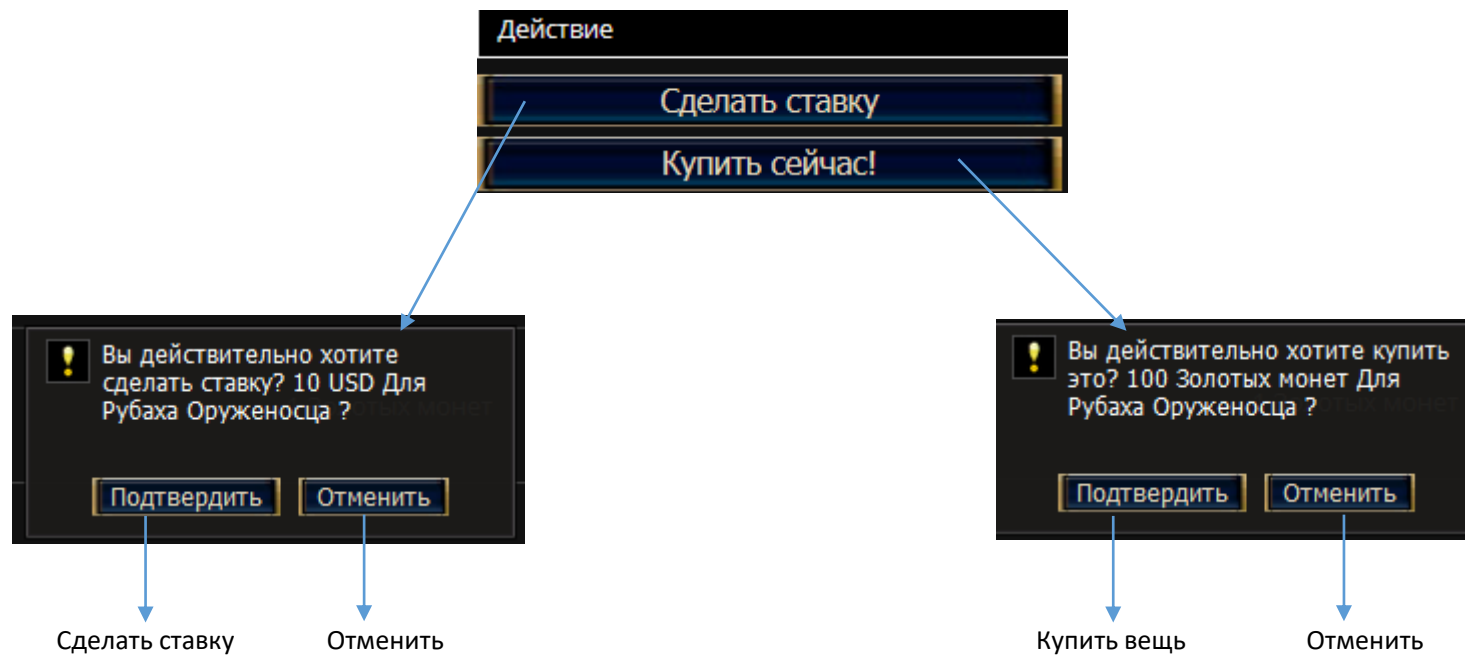 Действие
Сделать ставку
Купить сейчас!
Вы действительно хотите
сделать ставку? 10 USD Для
Рубаха Оруженосца ?
Подтвердить
Отменить
Вы действительно хотите купить
это? 100 Золотых монет Для
Рубаха Оруженосца ?
Подтвердить
Отменить
Сделать ставку
Отменить
Купить вещь
Отменить